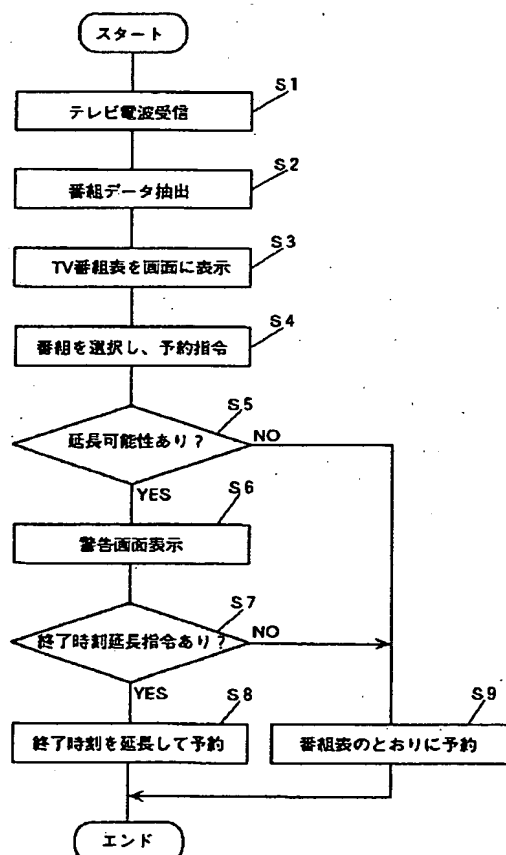 スタート
S1
テレビ電波受信
S2
番組データ抽出
S3
TV番組表を画面に表示
S4
番組を選択し、予約指令
S5
延長可能性あり？
NO
YES
S6
警告画面表示
S7
終了時刻延長指令あり？
NO
YES
S8
終了時刻を延長して予約
S9
番組表のとおりに予約
エンド